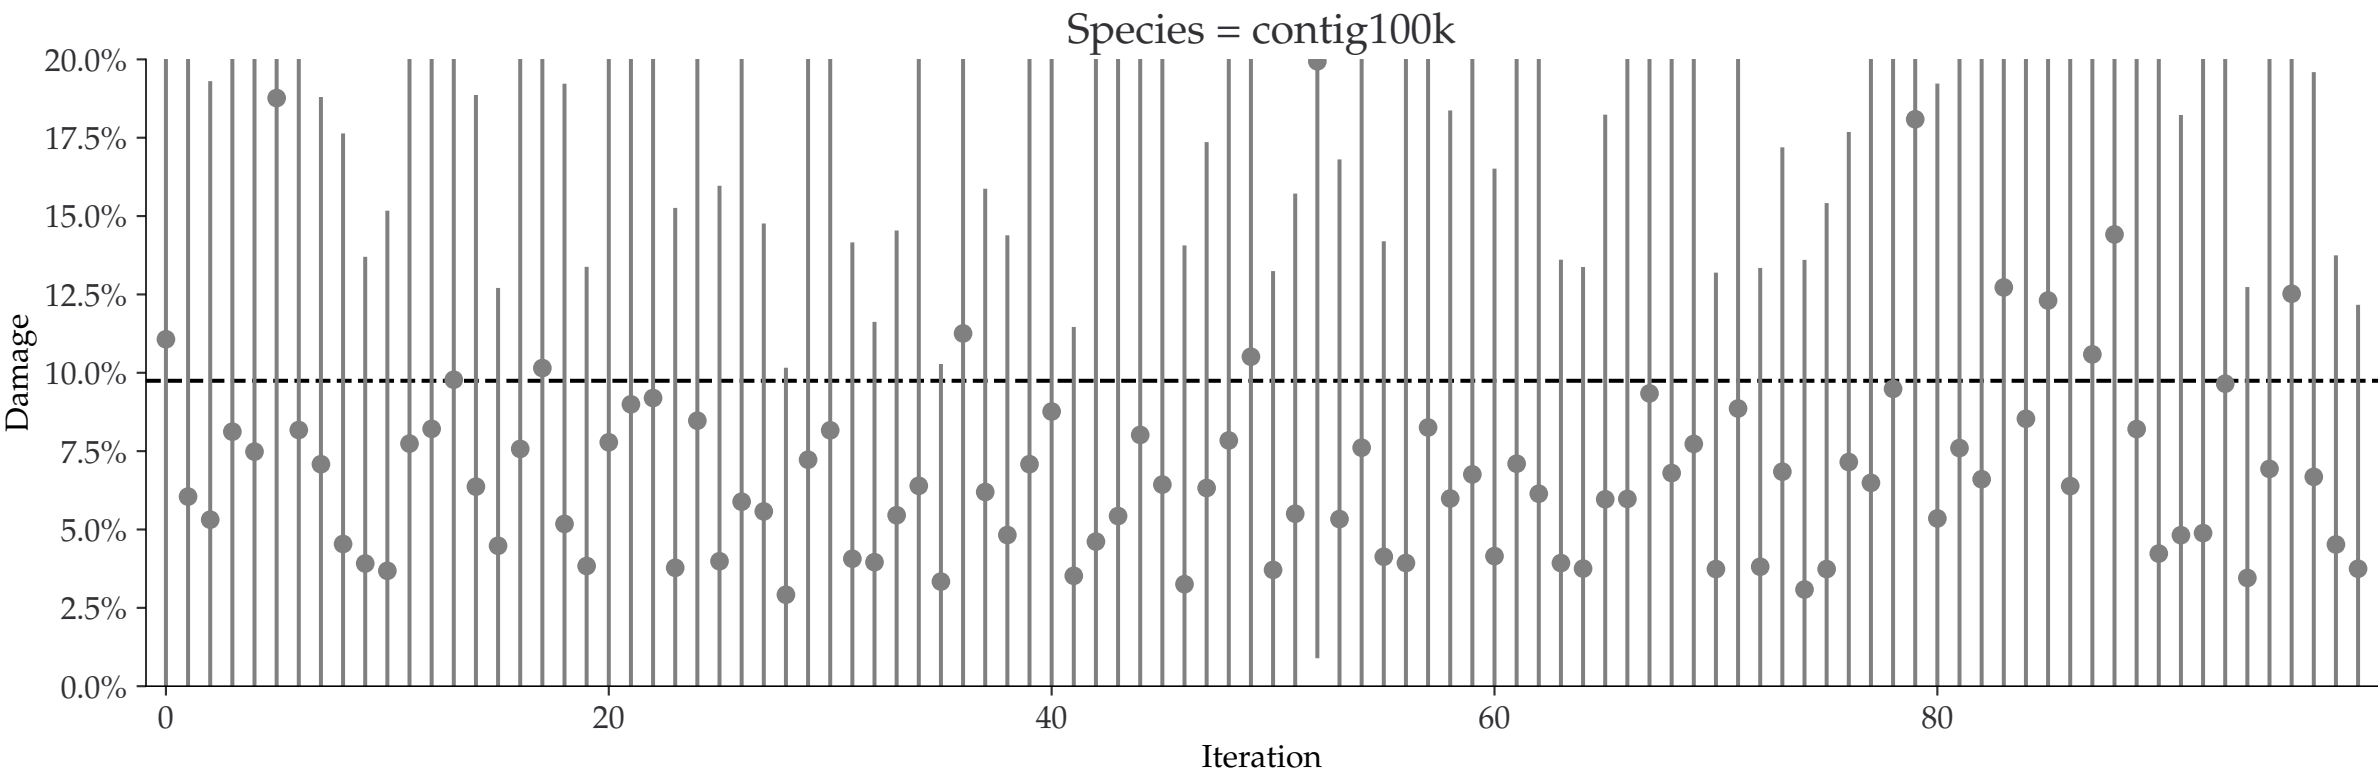 Species = contig100k
20.0%
17.5%
15.0%
12.5%
10.0%
7.5%
5.0%
2.5%
0.0%
Damage
0 20 40 60 80
Iteration